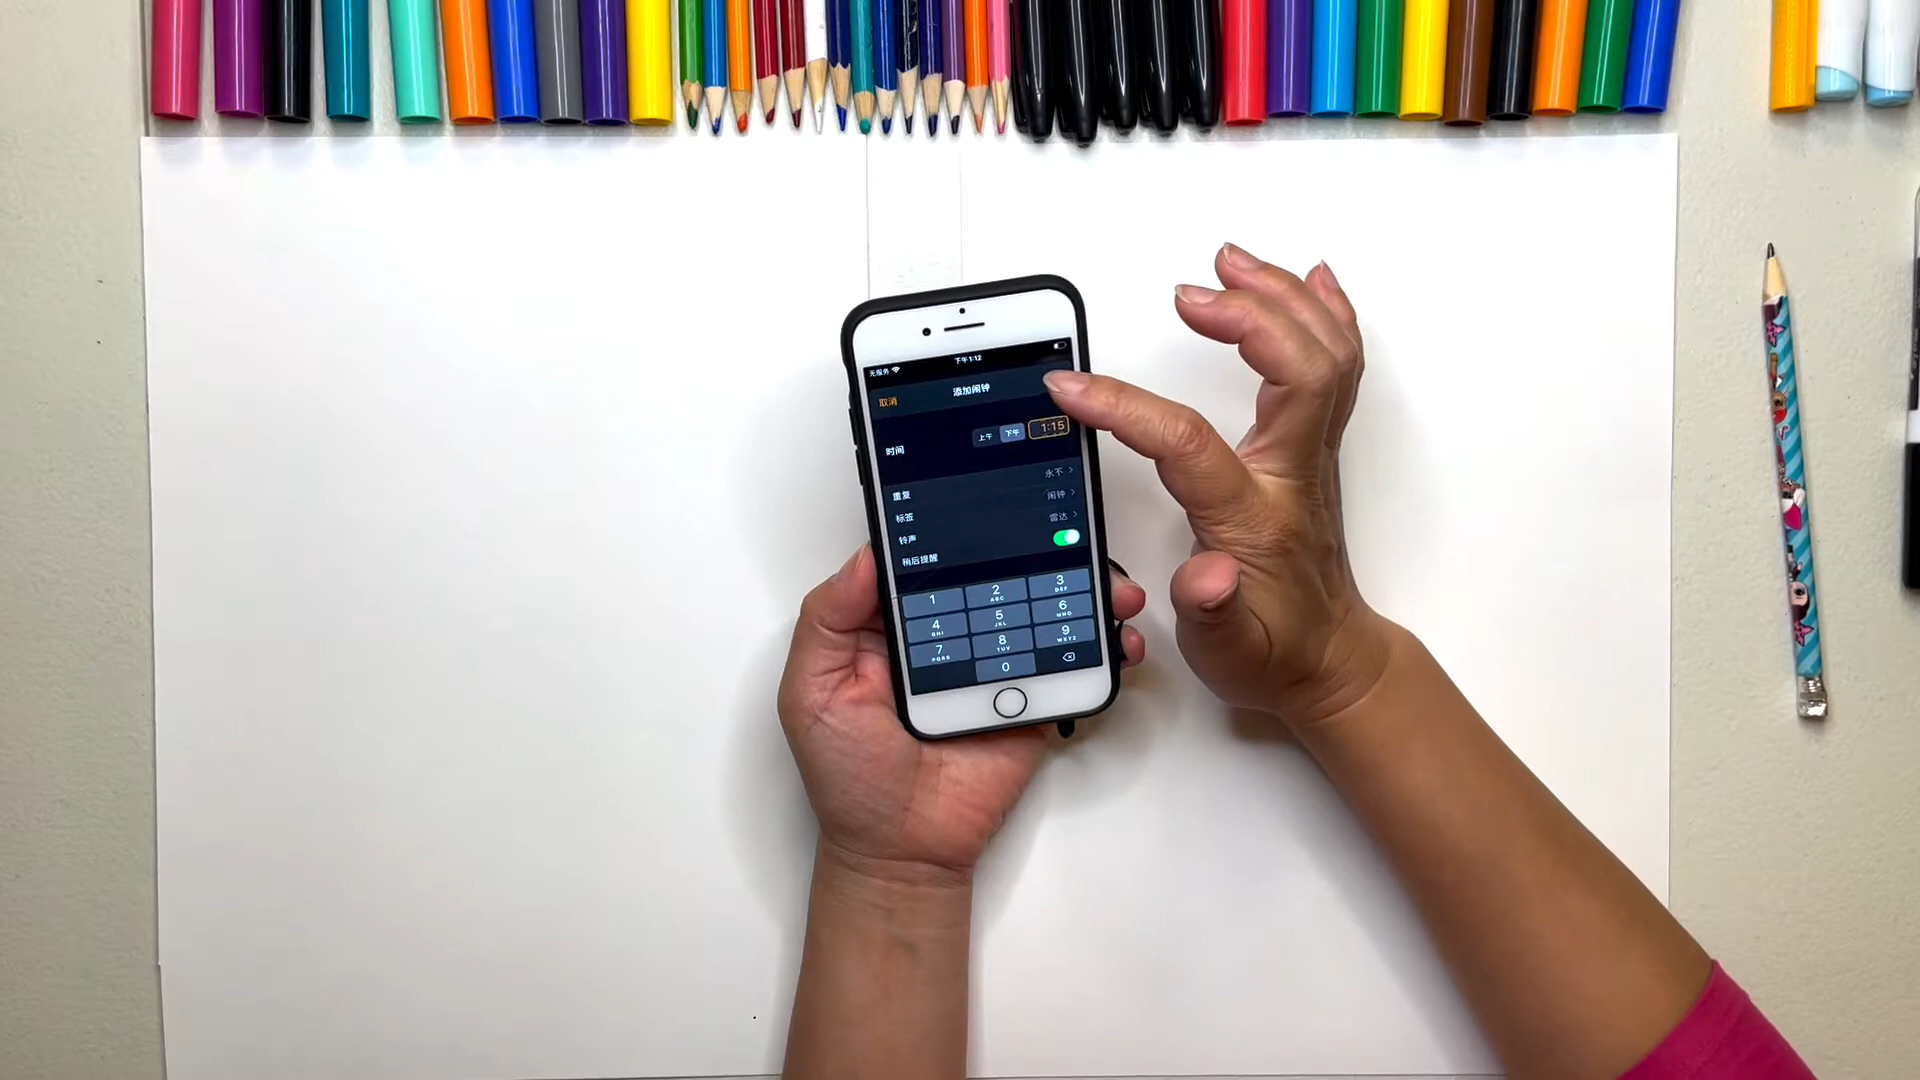 无服务 下午1:12
取消 添加闹钟
时间 上午 下午 1:15
重复 永不
标签 闹钟
铃声 雷达
稍后提醒
1 2 ABC 3 DEF
4 GHI 5 JKL 6 MNO
7 PQRS 8 TUV 9 WXYZ
0